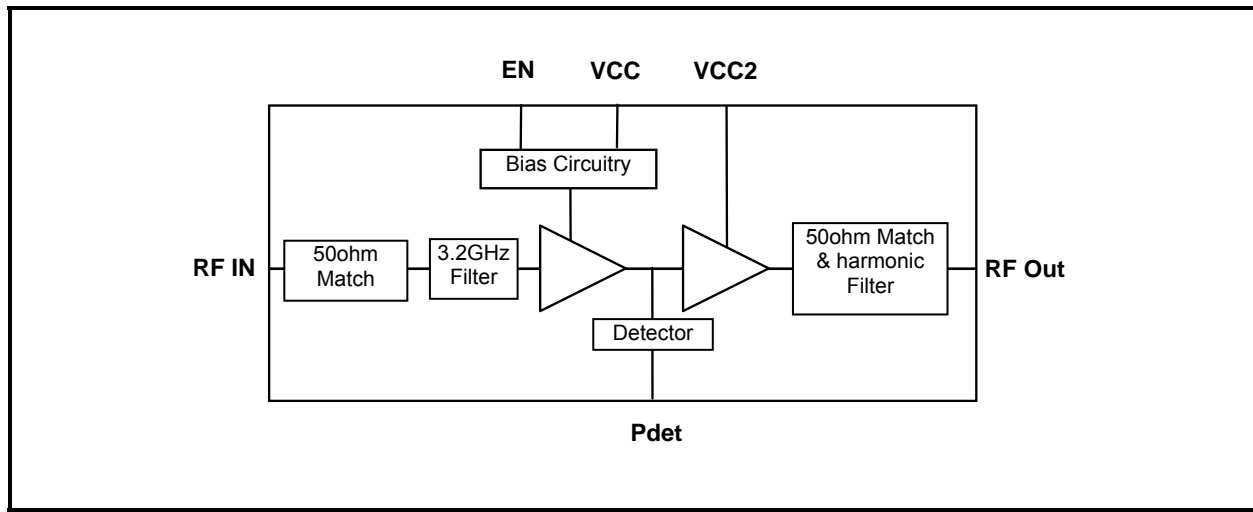 EN VCC VCC2
Bias Circuitry
RF IN
50ohm
Match
3.2GHz
Filter
50ohm Match
& harmonic
Filter
RF Out
Detector
Pdet